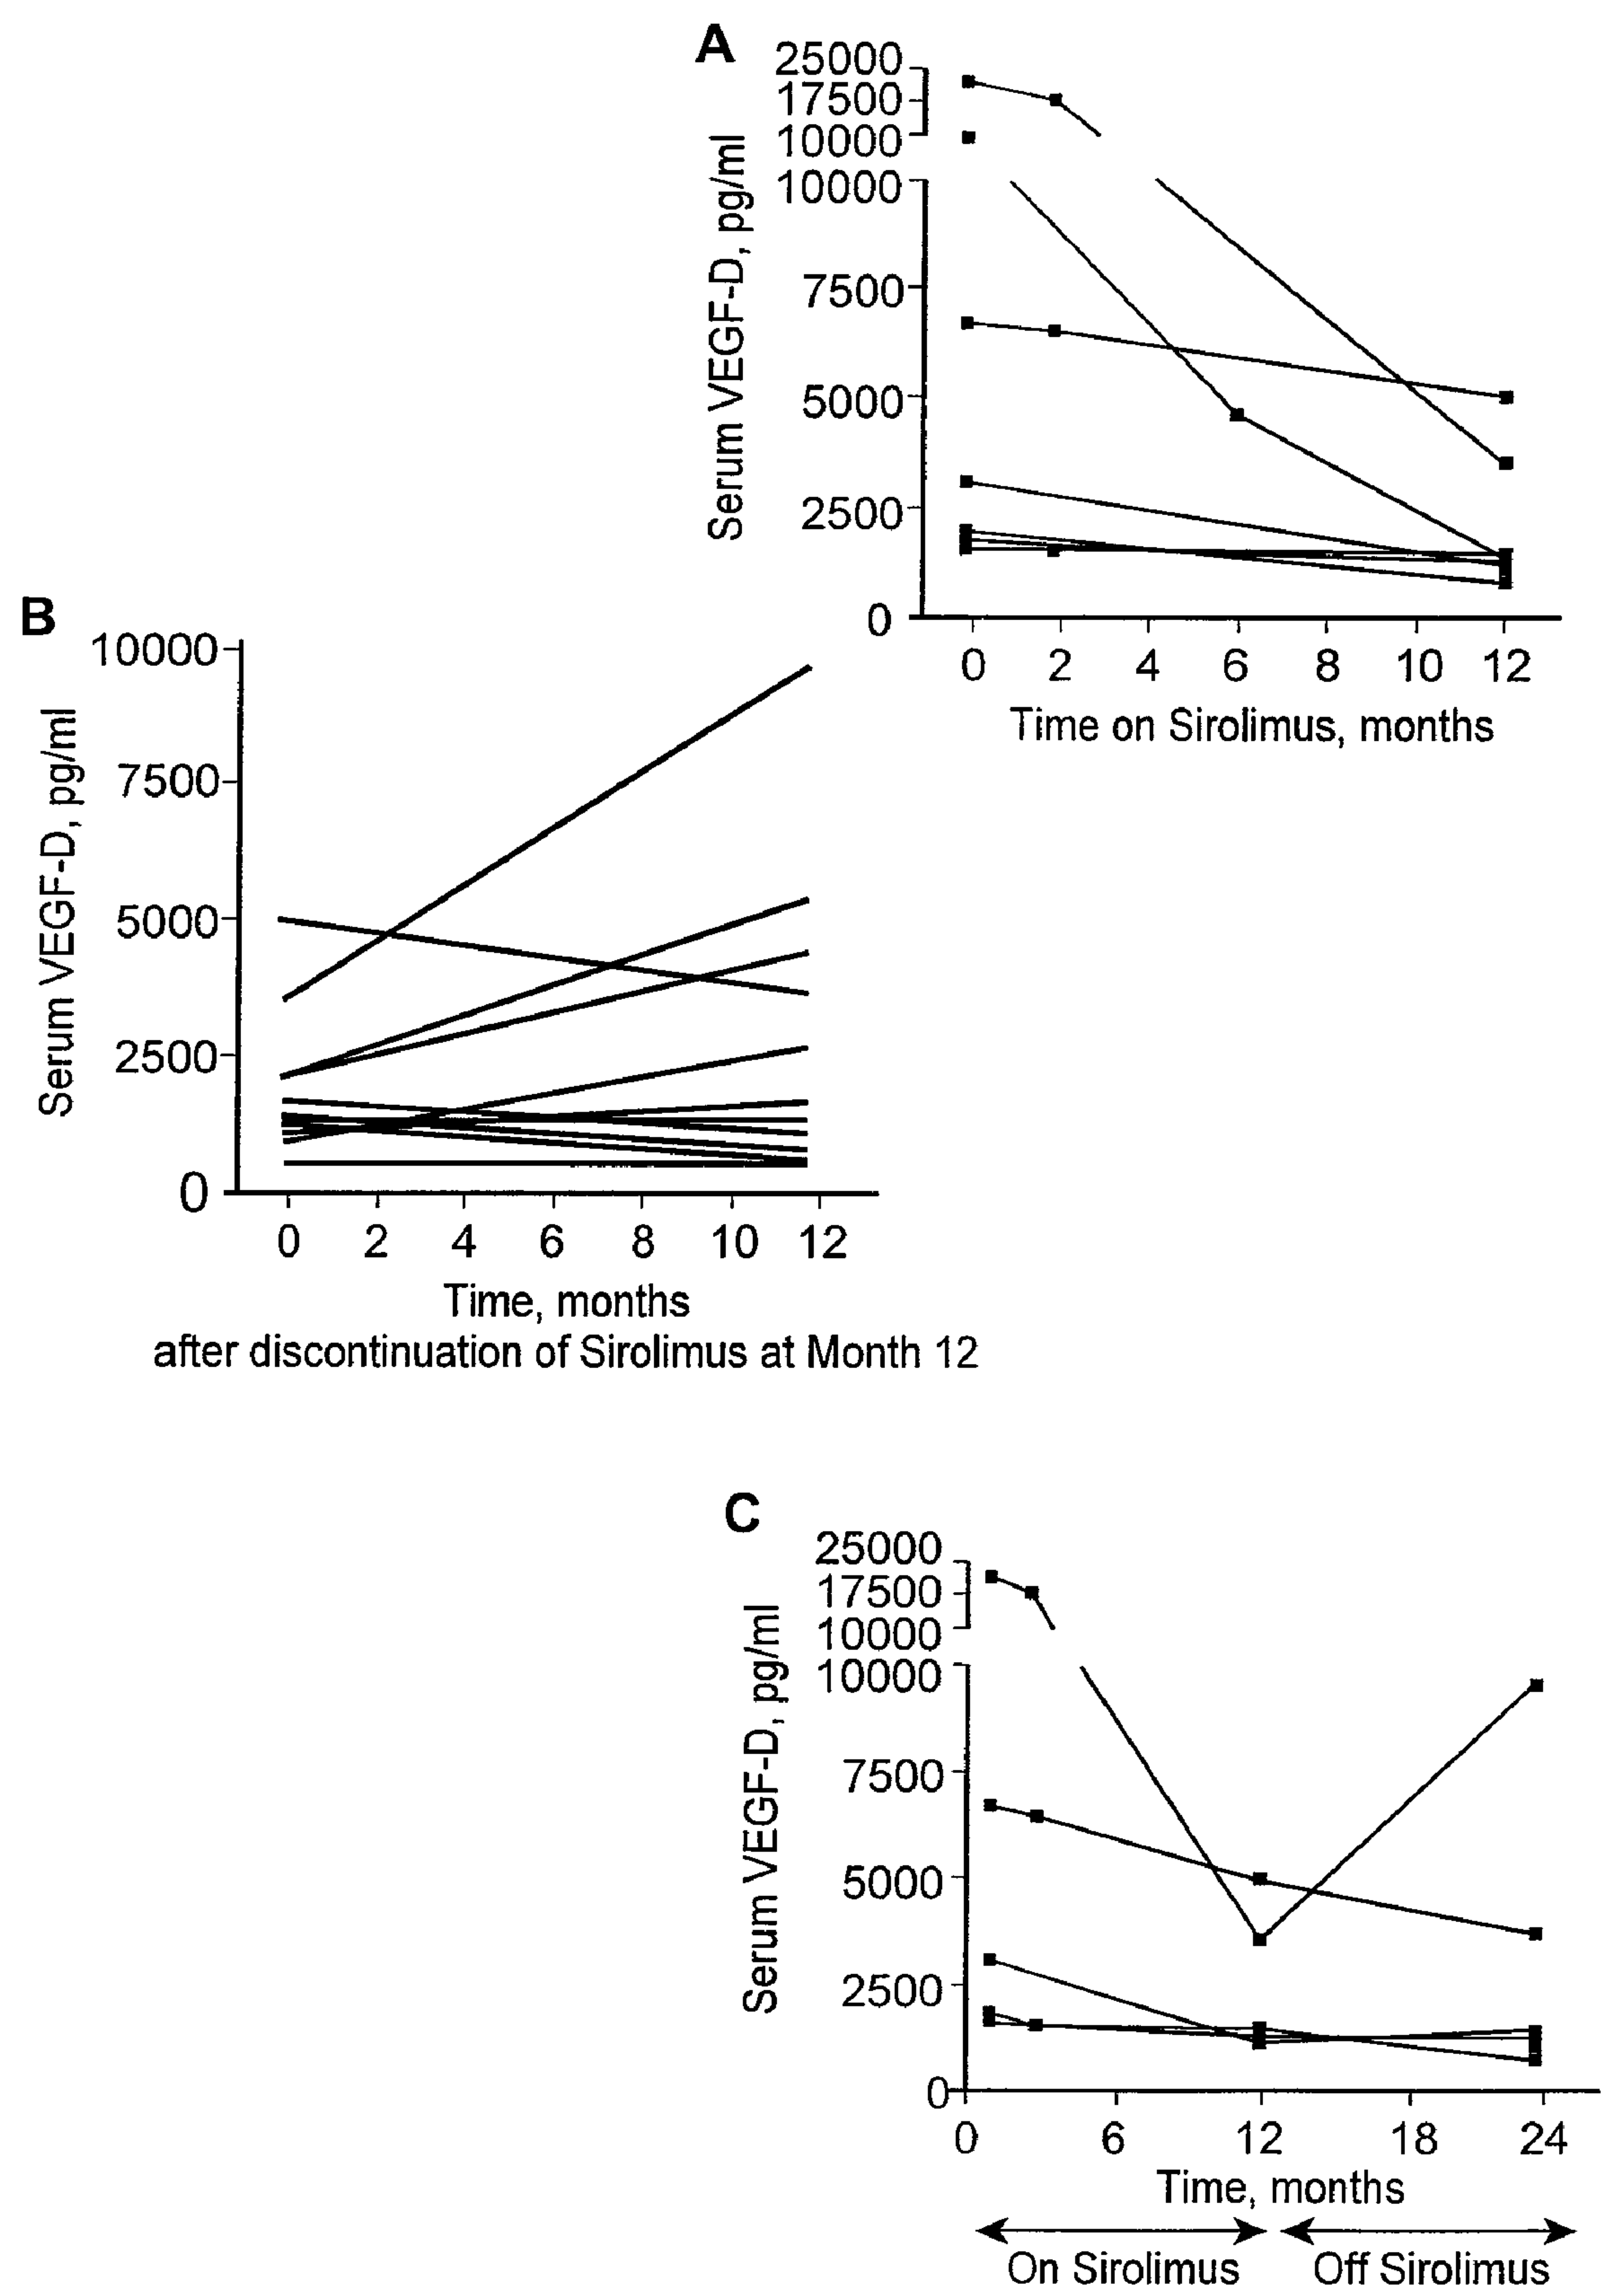 A
25000
17500
10000
10000
7500
5000
2500
0
Serum VEGF-D, pg/ml
0 2 4 6 8 10 12
Time on Sirolimus, months
B
10000
7500
5000
2500
0
Serum VEGF-D, pg/ml
0 2 4 6 8 10 12
Time, months
after discontinuation of Sirolimus at Month 12
C
25000
17500
10000
10000
7500
5000
2500
0
Serum VEGF-D, pg/ml
0 6 12 18 24
Time, months
On Sirolimus Off Sirolimus